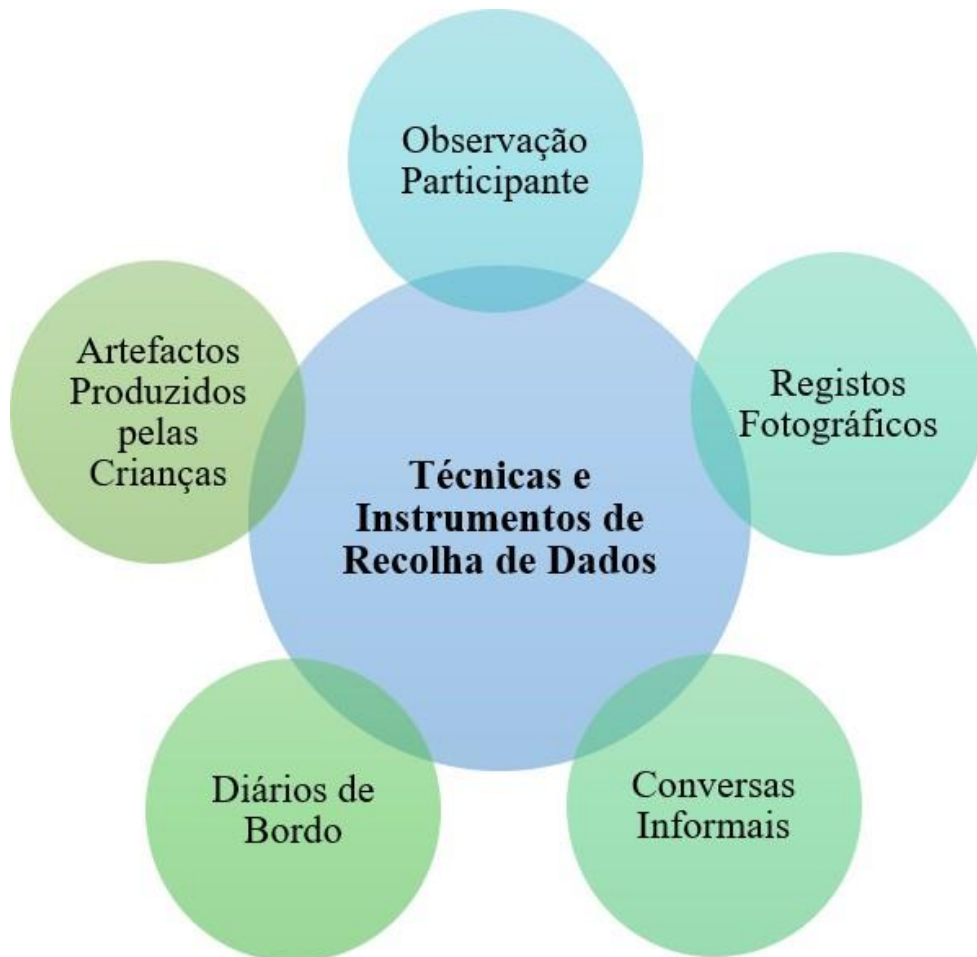 Observação
Participante
Artefactos
Produzidos
pelas
Crianças
Registos
Fotográficos
Técnicas e
Instrumentos de
Recolha de Dados
Diários de
Bordo
Conversas
Informais